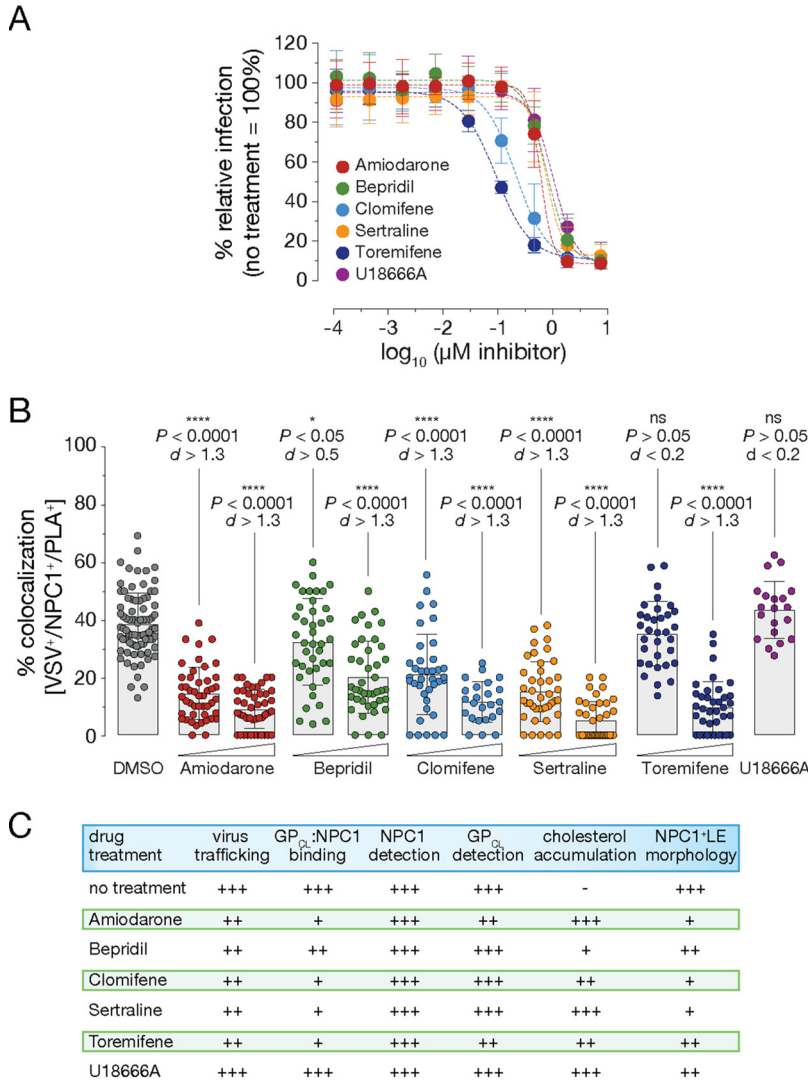 A
120
100
80
60
40
20
0
% relative infection
(no treatment = 100%)
Amiodarone
Bepridil
Clomifene
Sertraline
Toremifene
U18666A
-4 -3 -2 -1 0 1
log10 (µM inhibitor)
B
**** * **** **** ns ns
P < 0.0001 P < 0.05 P < 0.0001 P < 0.0001 P > 0.05 P > 0.05
d > 1.3 d > 0.5 d > 1.3 d > 1.3 d < 0.2 d < 0.2
**** **** **** **** ****
P < 0.0001 P < 0.0001 P < 0.0001 P < 0.0001 P < 0.0001
d > 1.3 d > 1.3 d > 1.3 d > 1.3 d > 1.3
100
80
60
40
20
0
% colocalization
[VSV+/NPC1+/PLA+]
DMSO Amiodarone Bepridil Clomifene Sertraline Toremifene U18666A
C
drug virus GPCL:NPC1 NPC1 GPCL cholesterol NPC1+LE
treatment trafficking binding detection detection accumulation morphology
no treatment +++ +++ +++ +++ - +++
Amiodarone ++ + +++ ++ +++ +
Bepridil ++ ++ +++ +++ + ++
Clomifene ++ + +++ +++ ++ +
Sertraline ++ + +++ +++ +++ +
Toremifene ++ + +++ ++ ++ ++
U18666A +++ +++ +++ +++ +++ ++